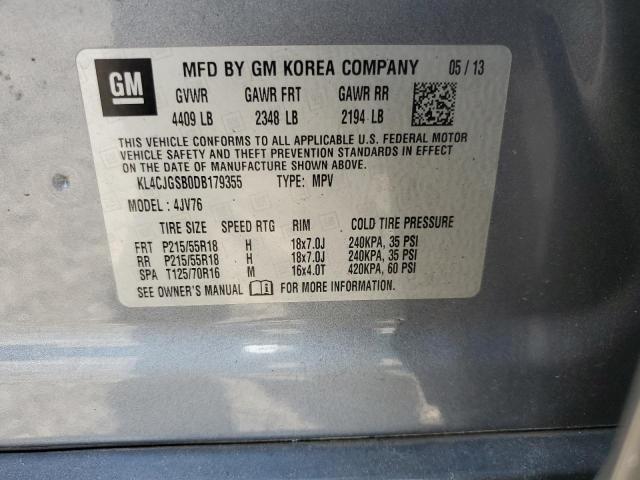 GM
MFD BY GM KOREA COMPANY 05 / 13
GVWR GAWR FRT GAWR RR
4409 LB 2348 LB 2194 LB
THIS VEHICLE CONFORMS TO ALL APPLICABLE U.S. FEDERAL MOTOR
VEHICLE SAFETY AND THEFT PREVENTION STANDARDS IN EFFECT
ON THE DATE OF MANUFACTURE SHOWN ABOVE.
KL4CJGSB0DB179355 TYPE: MPV
MODEL: 4JV76
TIRE SIZE SPEED RTG RIM COLD TIRE PRESSURE
FRT P215/55R18 H 18x7.0J 240KPA, 35 PSI
RR P215/55R18 H 18x7.0J 240KPA, 35 PSI
SPA T125/70R16 M 16x4.0T 420KPA, 60 PSI
SEE OWNER'S MANUAL FOR MORE INFORMATION.